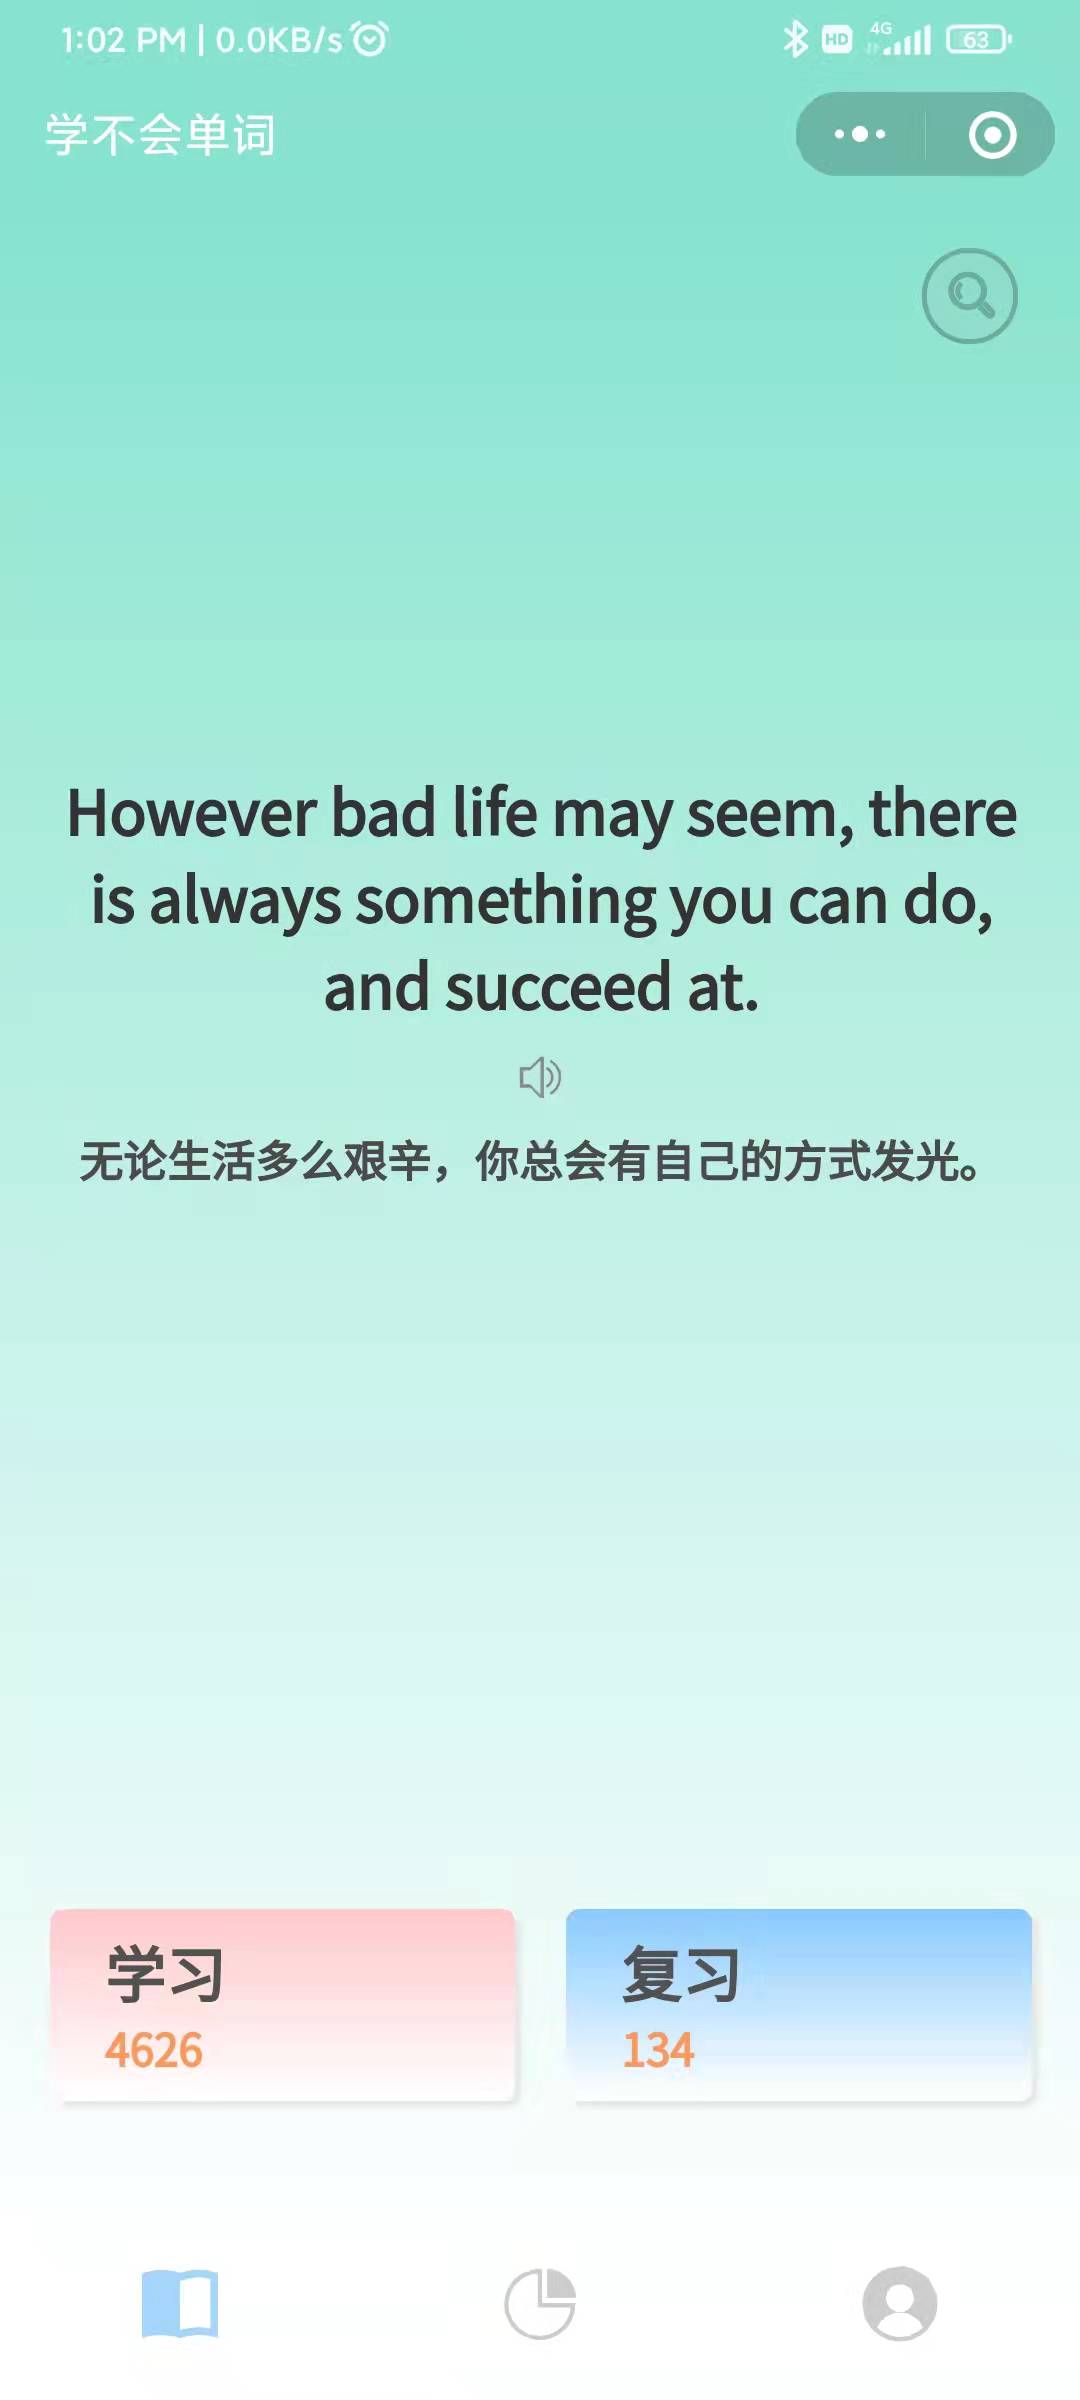 1:02 PM | 0.0KB/s
HD 4G 63
学不会单词
However bad life may seem, there
is always something you can do,
and succeed at.
无论生活多么艰辛，你总会有自己的方式发光。
学习
4626
复习
134